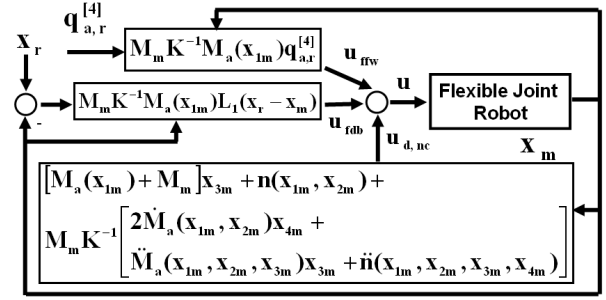 q_{a,r}^{[4]}
x_r
M_m K^{-1} M_a(x_{1m}) q_{a,r}^{[4]}
u_{ffw}
M_m K^{-1} M_a(x_{1m}) L_1(x_r − x_m)
u_{fdb}
u
Flexible Joint
Robot
-
u_{d, nc}
x_m
[M_a(x_{1m}) + M_m] x_{3m} + n(x_{1m}, x_{2m}) +
M_m K^{-1} [ 2Ṁ_a(x_{1m}, x_{2m}) x_{4m} +
M̈_a(x_{1m}, x_{2m}, x_{3m}) x_{3m} + n̈(x_{1m}, x_{2m}, x_{3m}, x_{4m}) ]